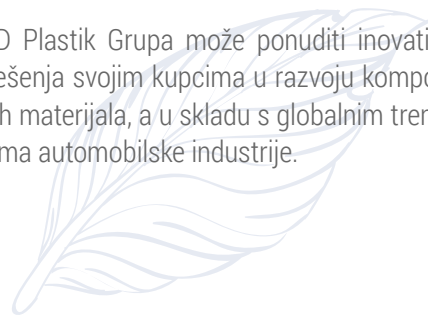 D Plastik Grupa može ponuditi inovati
ešenja svojim kupcima u razvoju kompo
h materijala, a u skladu s globalnim tren
ma automobilske industrije.